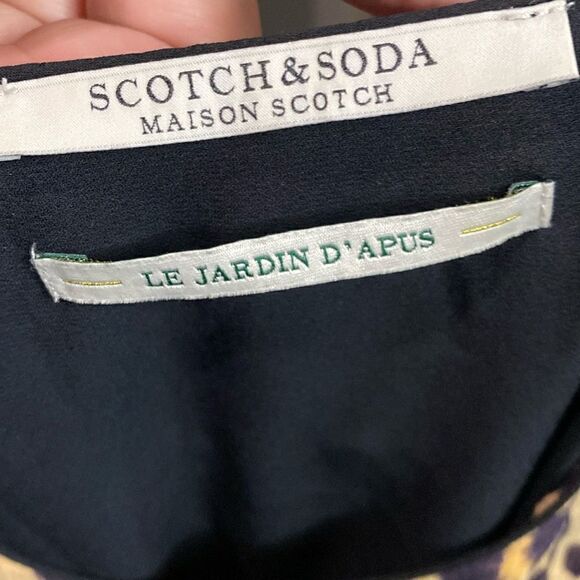 SCOTCH & SODA
MAISON SCOTCH
LE JARDIN D'APUS